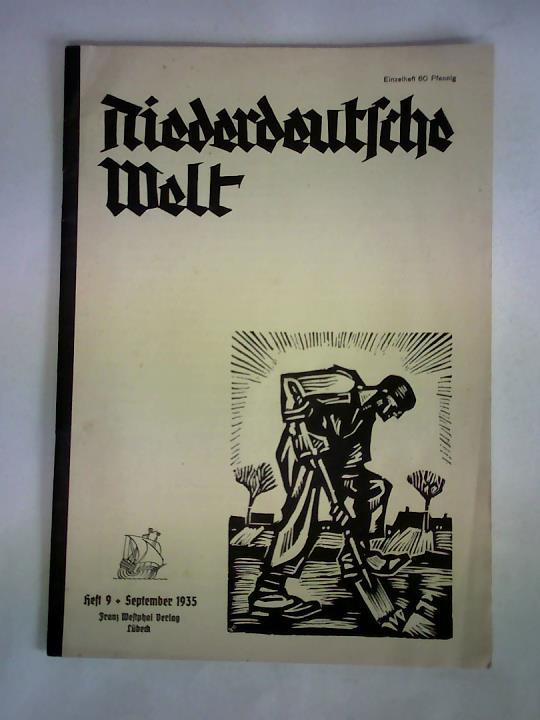 Einzelheft 60 Pfennig
Niederdeutsche
Welt
Heft 9 + September 1935
Franz Westphal Verlag
Lübeck